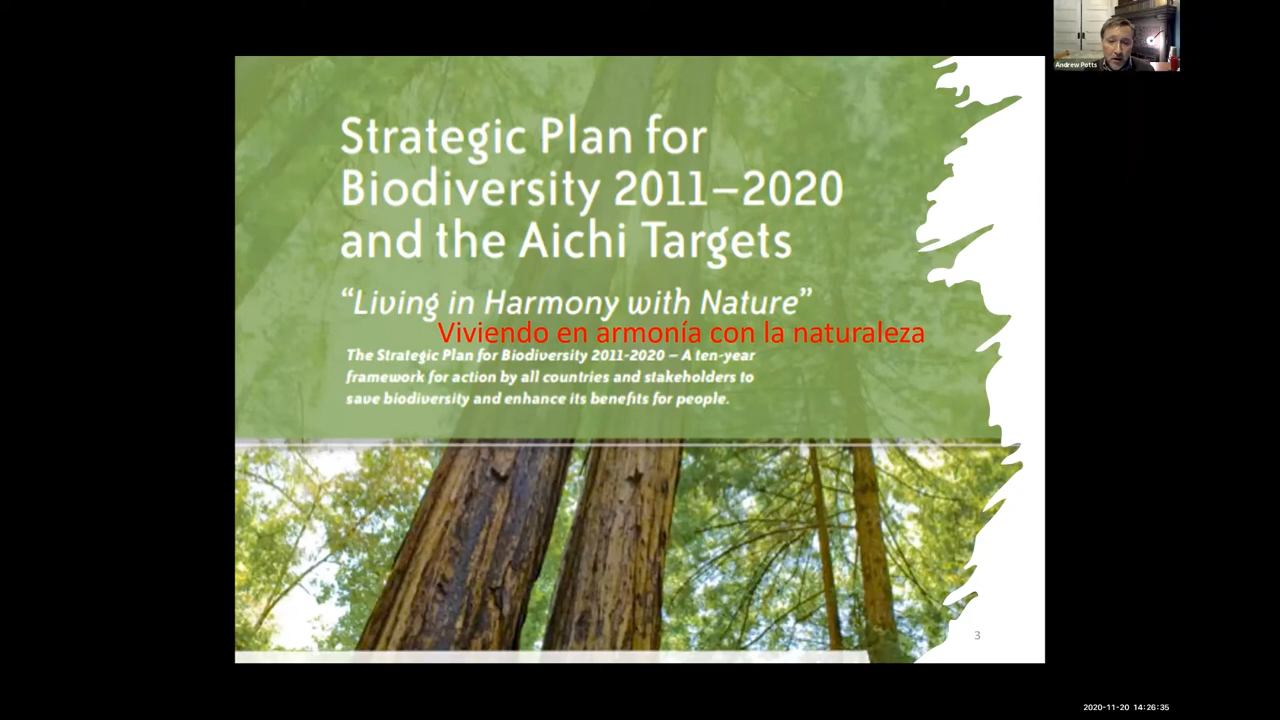 Andrew Potts
Strategic Plan for
Biodiversity 2011–2020
and the Aichi Targets
“Living in Harmony with Nature”
Viviendo en armonía con la naturaleza
The Strategic Plan for Biodiversity 2011-2020 – A ten-year
framework for action by all countries and stakeholders to
save biodiversity and enhance its benefits for people.
3
2020-11-20 14:26:35